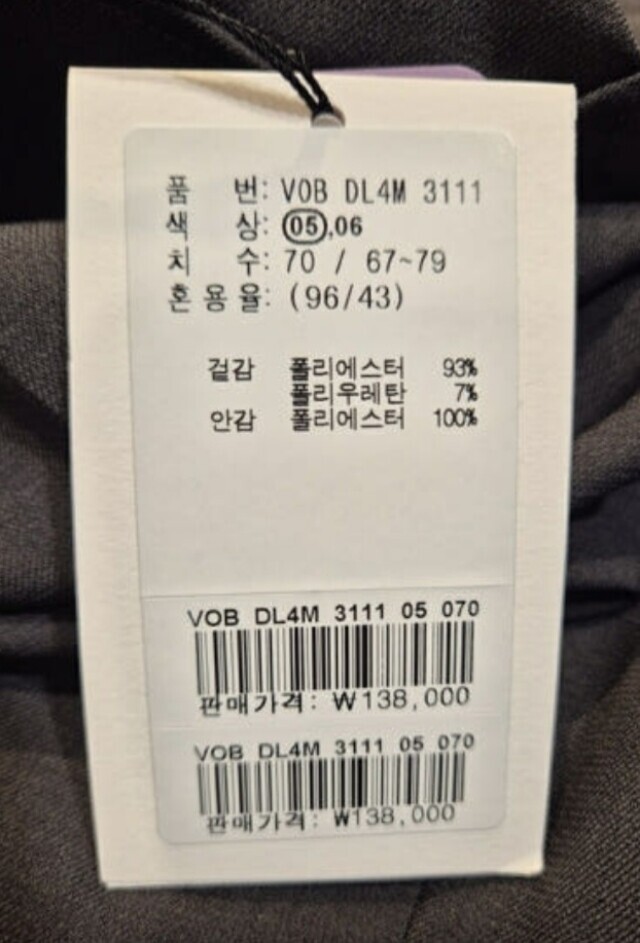 품 번: VOB DL4M 3111
색 상: 05,06
치 수: 70 / 67~79
혼용율: (96/43)
겉감 폴리에스터 93%
폴리우레탄 7%
안감 폴리에스터 100%
VOB DL4M 3111 05 070
판매가격: ₩138,000
VOB DL4M 3111 05 070
판매가격: ₩138,000